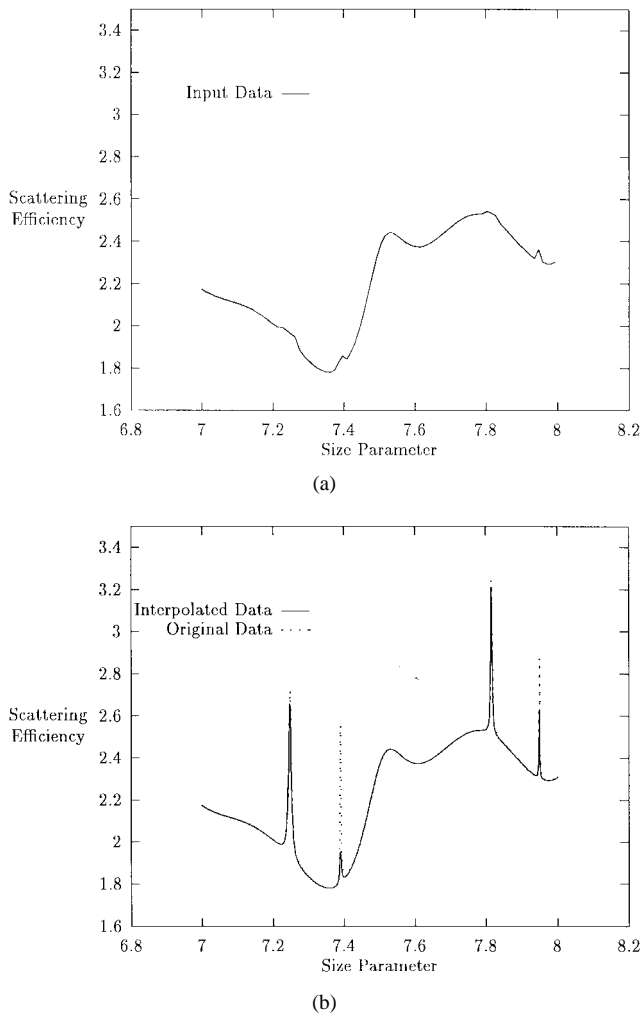 3.4
3.2
3
Input Data
2.8
2.6
Scattering
Efficiency
2.4
2.2
2
1.8
1.6
6.8 7 7.2 7.4 7.6 7.8 8 8.2
Size Parameter
(a)
3.4
3.2
Interpolated Data
3
Original Data
2.8
2.6
Scattering
Efficiency
2.4
2.2
2
1.8
1.6
6.8 7 7.2 7.4 7.6 7.8 8 8.2
Size Parameter
(b)